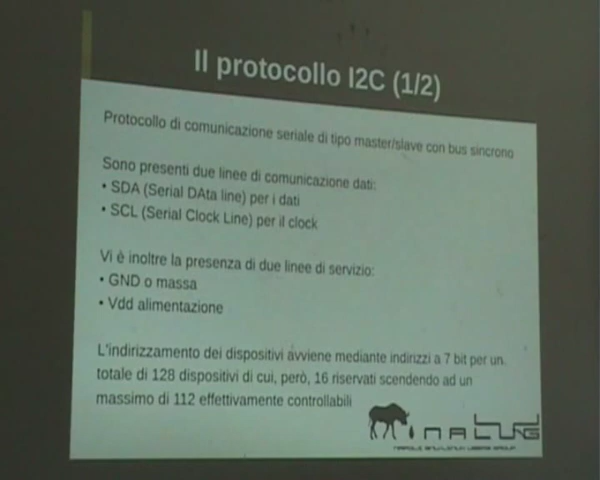 Il protocollo I2C (1/2)
Protocollo di comunicazione seriale di tipo master/slave con bus sincrono
Sono presenti due linee di comunicazione dati:
• SDA (Serial DAta line) per i dati
• SCL (Serial Clock Line) per il clock
Vi è inoltre la presenza di due linee di servizio:
• GND o massa
• Vdd alimentazione
L'indirizzamento dei dispositivi avviene mediante indirizzi a 7 bit per un
totale di 128 dispositivi di cui, però, 16 riservati scendendo ad un
massimo di 112 effettivamente controllabili